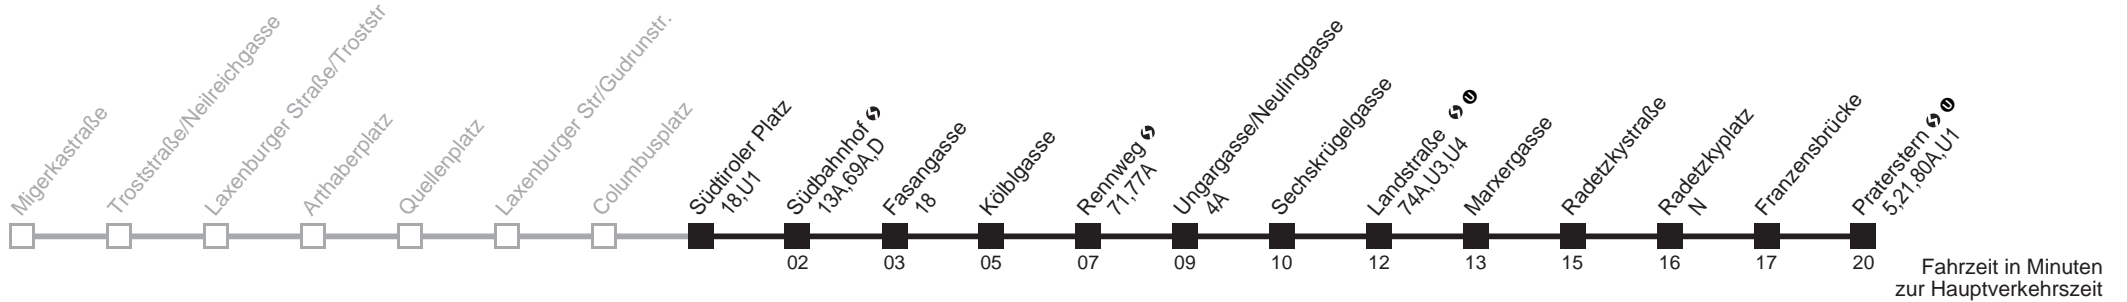 Migerkastraße
Troststraße/Neilreichgasse
Laxenburger Straße/Troststr
Arthaberplatz
Quellenplatz
Laxenburger Str/Gudrunstr.
Columbusplatz
Südtiroler Platz
18,U1
Südbahnhof S
13A,69A,D
Fasangasse
18
Kölblgasse
Rennweg S
71,77A
Ungargasse/Neulinggasse
4A
Sechskrügelgasse
Landstraße S U
74A,U3,U4
Marxergasse
Radetzkystraße
Radetzkyplatz
N
Franzensbrücke
Praterstern S U
5,21,80A,U1
02 03 05 07 09 10 12 13 15 16 17 20
Fahrzeit in Minuten
zur Hauptverkehrszeit